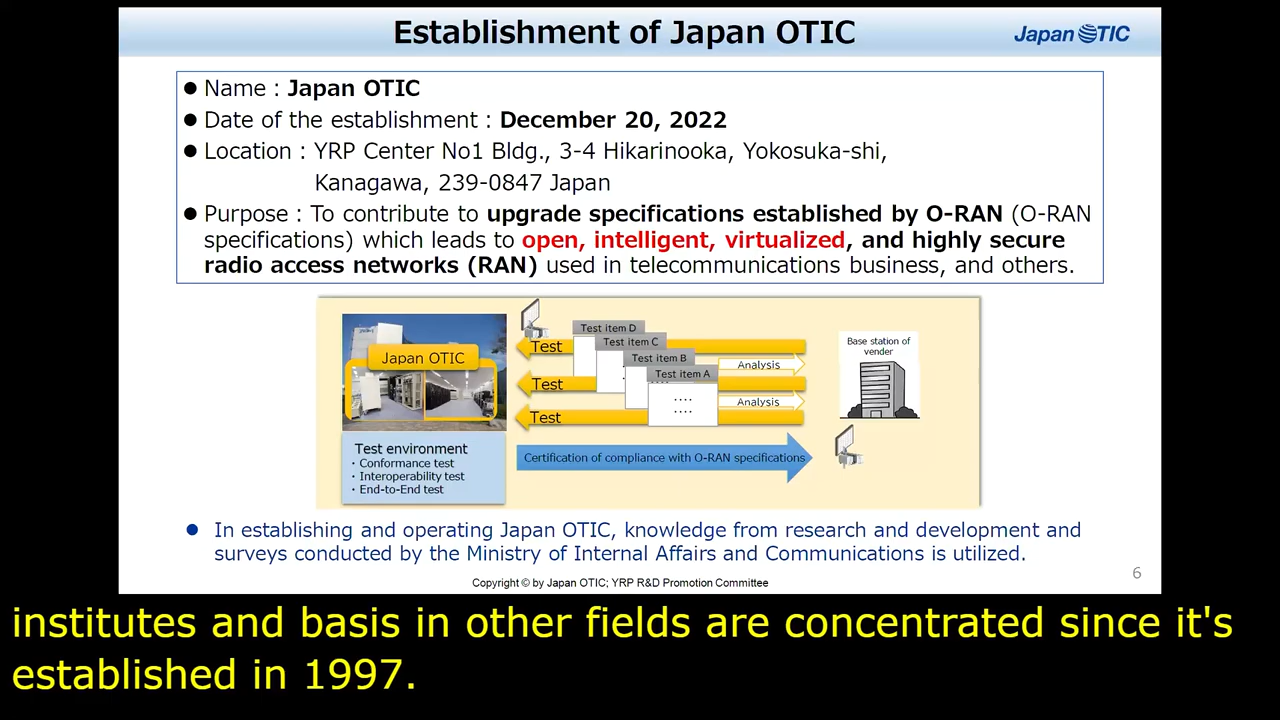 Establishment of Japan OTIC
Japan OTIC
● Name : Japan OTIC
● Date of the establishment : December 20, 2022
● Location : YRP Center No1 Bldg., 3-4 Hikarinooka, Yokosuka-shi,
Kanagawa, 239-0847 Japan
● Purpose : To contribute to upgrade specifications established by O-RAN (O-RAN
specifications) which leads to open, intelligent, virtualized, and highly secure
radio access networks (RAN) used in telecommunications business, and others.
Japan OTIC
Test environment
・Conformance test
・Interoperability test
・End-to-End test
Test item D
Test item C
Test item B
Test item A
....
....
Test
Test
Test
Analysis
Analysis
Certification of compliance with O-RAN specifications
Base station of
vender
● In establishing and operating Japan OTIC, knowledge from research and development and
surveys conducted by the Ministry of Internal Affairs and Communications is utilized.
6
Copyright © by Japan OTIC; YRP R&D Promotion Committee
institutes and basis in other fields are concentrated since it's
established in 1997.